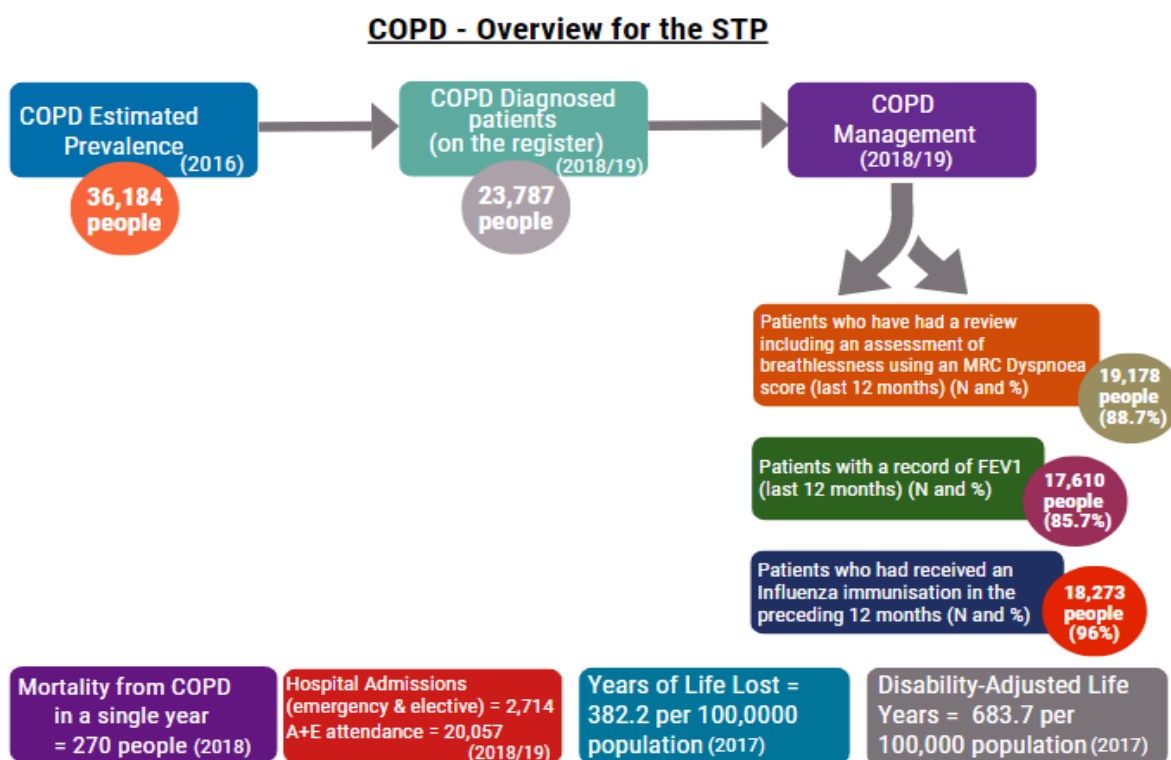 COPD - Overview for the STP
COPD Estimated
Prevalence
(2016)
36,184
people
COPD Diagnosed
patients
(on the register)
(2018/19)
23,787
people
COPD
Management
(2018/19)
Patients who have had a review
including an assessment of
breathlessness using an MRC Dyspnoea
score (last 12 months) (N and %)
19,178
people
(88.7%)
Patients with a record of FEV1
(last 12 months) (N and %)
17,610
people
(85.7%)
Patients who had received an
Influenza immunisation in the
preceding 12 months (N and %)
18,273
people
(96%)
Mortality from COPD
in a single year
= 270 people (2018)
Hospital Admissions
(emergency & elective) = 2,714
A+E attendance = 20,057
(2018/19)
Years of Life Lost =
382.2 per 100,0000
population (2017)
Disability-Adjusted Life
Years = 683.7 per
100,000 population (2017)